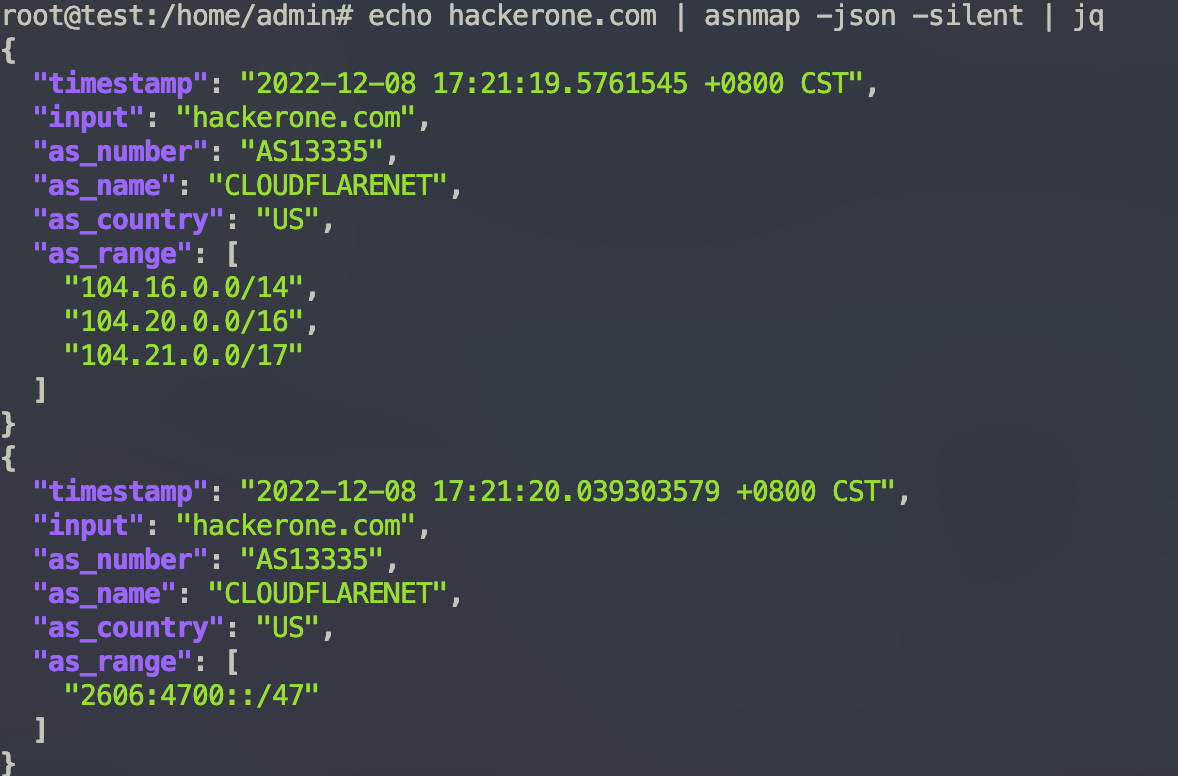 root@test:/home/admin# echo hackerone.com | asnmap -json -silent | jq
{
  "timestamp": "2022-12-08 17:21:19.5761545 +0800 CST",
  "input": "hackerone.com",
  "as_number": "AS13335",
  "as_name": "CLOUDFLARENET",
  "as_country": "US",
  "as_range": [
    "104.16.0.0/14",
    "104.20.0.0/16",
    "104.21.0.0/17"
  ]
}
{
  "timestamp": "2022-12-08 17:21:20.039303579 +0800 CST",
  "input": "hackerone.com",
  "as_number": "AS13335",
  "as_name": "CLOUDFLARENET",
  "as_country": "US",
  "as_range": [
    "2606:4700::/47"
  ]
}